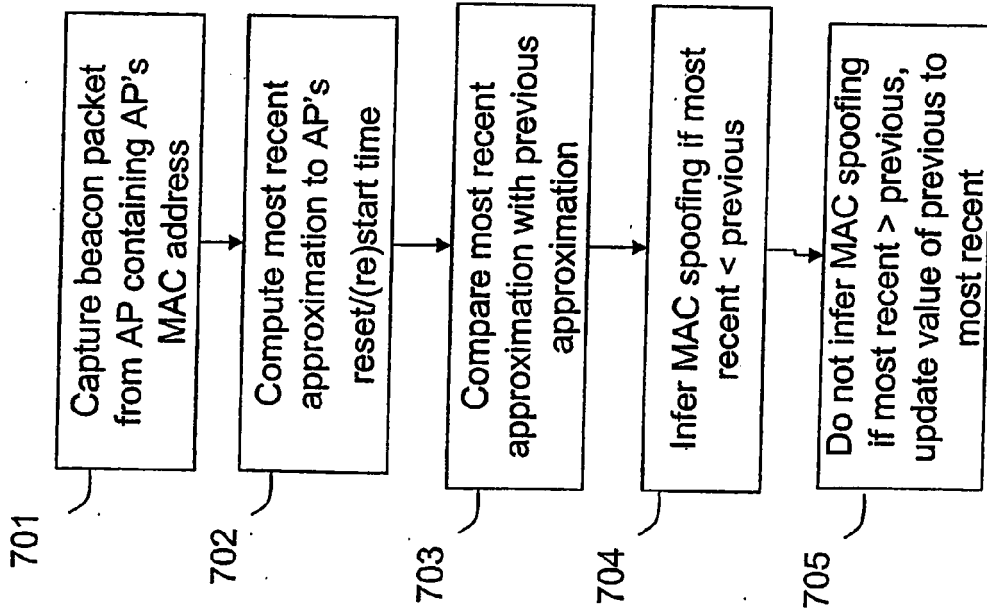 701
Capture beacon packet
from AP containing AP's
MAC address
702
Compute most recent
approximation to AP's
reset/(re)start time
703
Compare most recent
approximation with previous
approximation
704
Infer MAC spoofing if most
recent < previous
705
Do not infer MAC spoofing
if most recent > previous,
update value of previous to
most recent